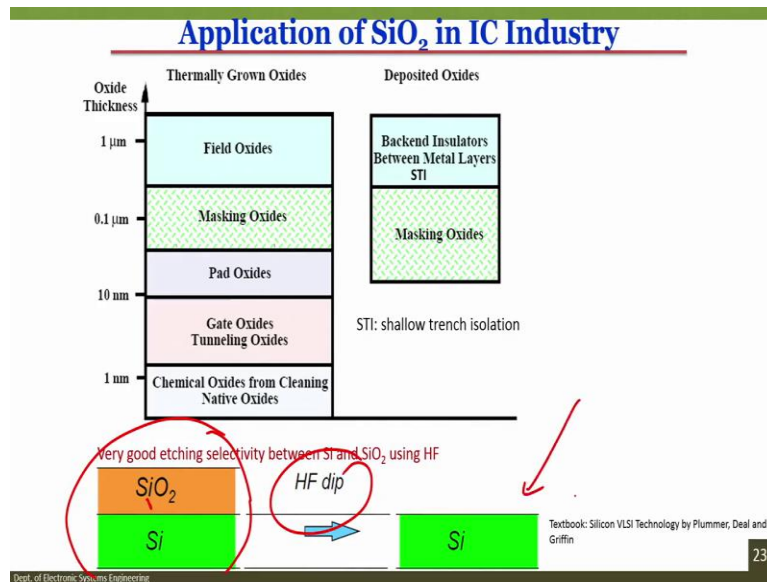 Application of SiO₂ in IC Industry
Thermally Grown Oxides
Deposited Oxides
Oxide
Thickness
1 μm
Field Oxides
Backend Insulators
Between Metal Layers
STI
0.1 μm
Masking Oxides
Masking Oxides
Pad Oxides
10 nm
Gate Oxides
Tunneling Oxides
STI: shallow trench isolation
1 nm
Chemical Oxides from Cleaning
Native Oxides
Very good etching selectivity between Si and SiO₂ using HF
SiO₂
HF dip
Si
Si
Textbook: Silicon VLSI Technology by Plummer, Deal and
Griffin
23
Dept. of Electronic Systems Engineering